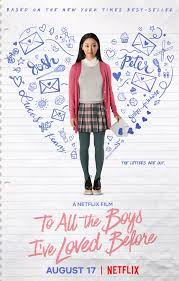 BASED ON THE NEW YORK TIMES BEST-SELLER
Josh
Peter
Lucas
THE LETTERS ARE OUT.
A NETFLIX FILM
To All the Boys
I've Loved Before
AUGUST 17 | NETFLIX